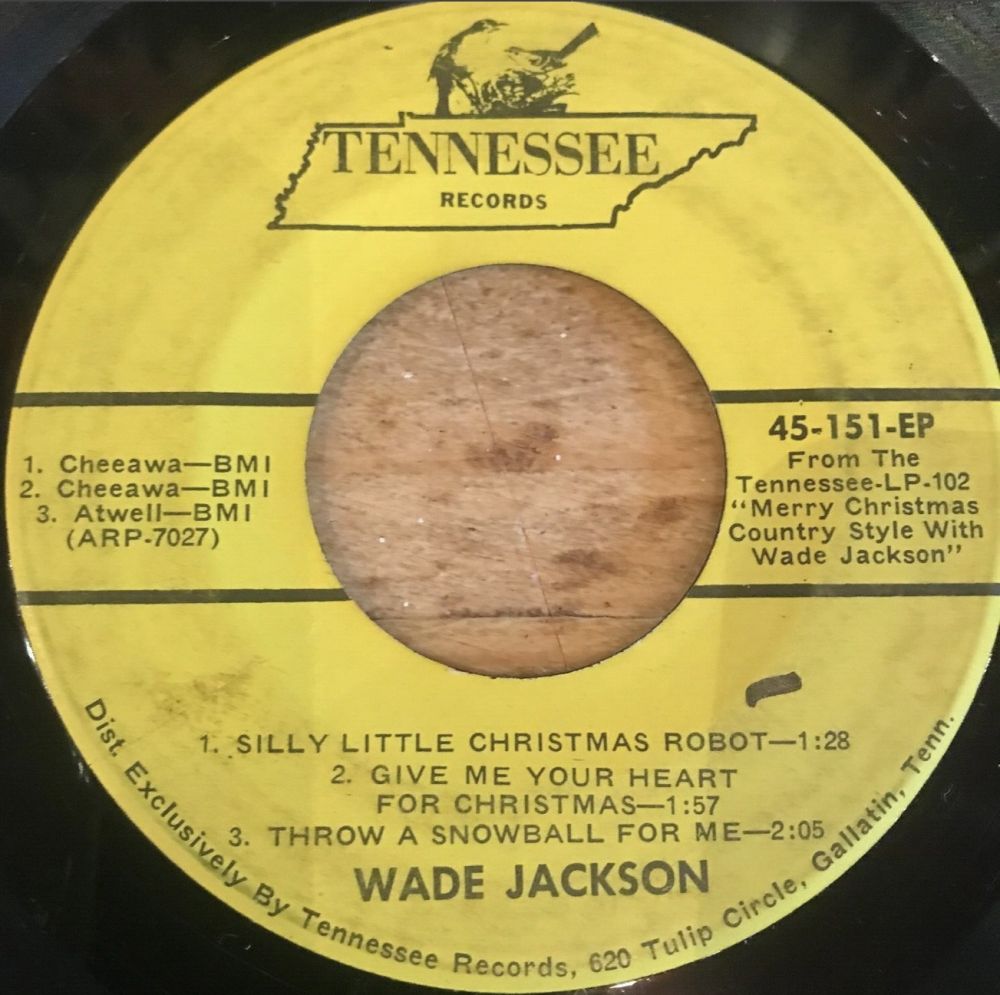 TENNESSEE
RECORDS
1. Cheeawa—BMI
2. Cheeawa—BMI
3. Atwell—BMI
(ARP-7027)
45-151-EP
From The
Tennessee-LP-102
“Merry Christmas
Country Style With
Wade Jackson”
1. SILLY LITTLE CHRISTMAS ROBOT—1:28
2. GIVE ME YOUR HEART
FOR CHRISTMAS—1:57
3. THROW A SNOWBALL FOR ME—2:05
WADE JACKSON
Dist. Exclusively By Tennessee Records, 620 Tulip Circle, Gallatin, Tenn.